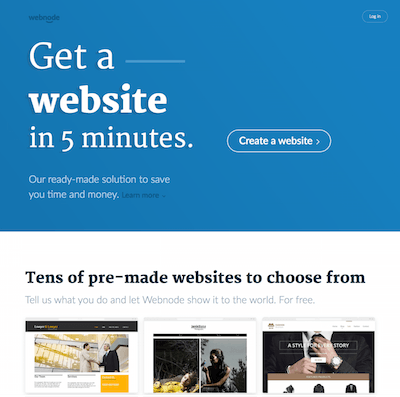 webnode
Log in
Get a
website
in 5 minutes.
Create a website >
Our ready-made solution to save
you time and money. Learn more
Tens of pre-made websites to choose from
Tell us what you do and let Webnode show it to the world. For free.
A STYLE FOR E
STORY